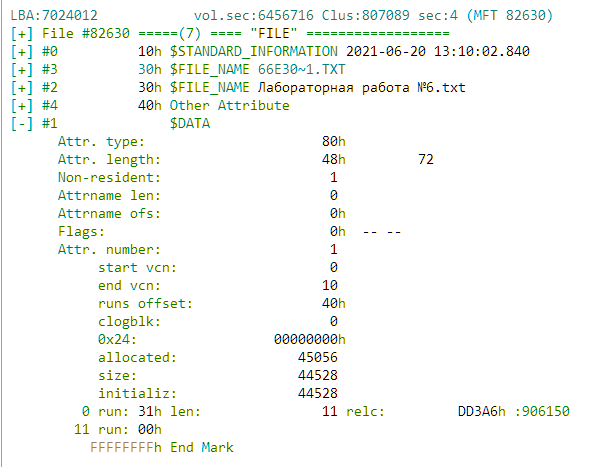 LBA:7024012 vol.sec:6456716 Clus:807089 sec:4 (MFT 82630)
[+] File #82630 =====(7) ==== "FILE" ==================
[+] #0 10h $STANDARD_INFORMATION 2021-06-20 13:10:02.840
[+] #3 30h $FILE_NAME 66E30~1.TXT
[+] #2 30h $FILE_NAME Лабораторная работа №6.txt
[+] #4 40h Other Attribute
[-] #1 $DATA
Attr. type: 80h
Attr. length: 48h 72
Non-resident: 1
Attrname len: 0
Attrname ofs: 0h
Flags: 0h -- --
Attr. number: 1
start vcn: 0
end vcn: 10
runs offset: 40h
clogblk: 0
0x24: 00000000h
allocated: 45056
size: 44528
initializ: 44528
0 run: 31h len: 11 relc: DD3A6h :906150
11 run: 00h
FFFFFFFFh End Mark